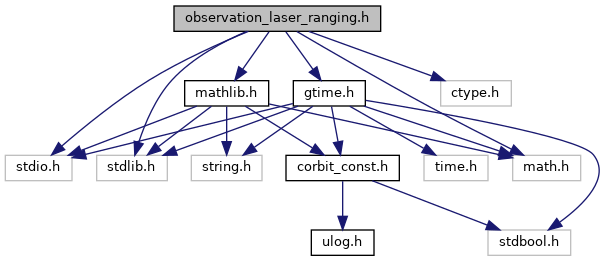 observation_laser_ranging.h
mathlib.h
gtime.h
ctype.h
stdio.h
stdlib.h
string.h
corbit_const.h
time.h
math.h
ulog.h
stdbool.h